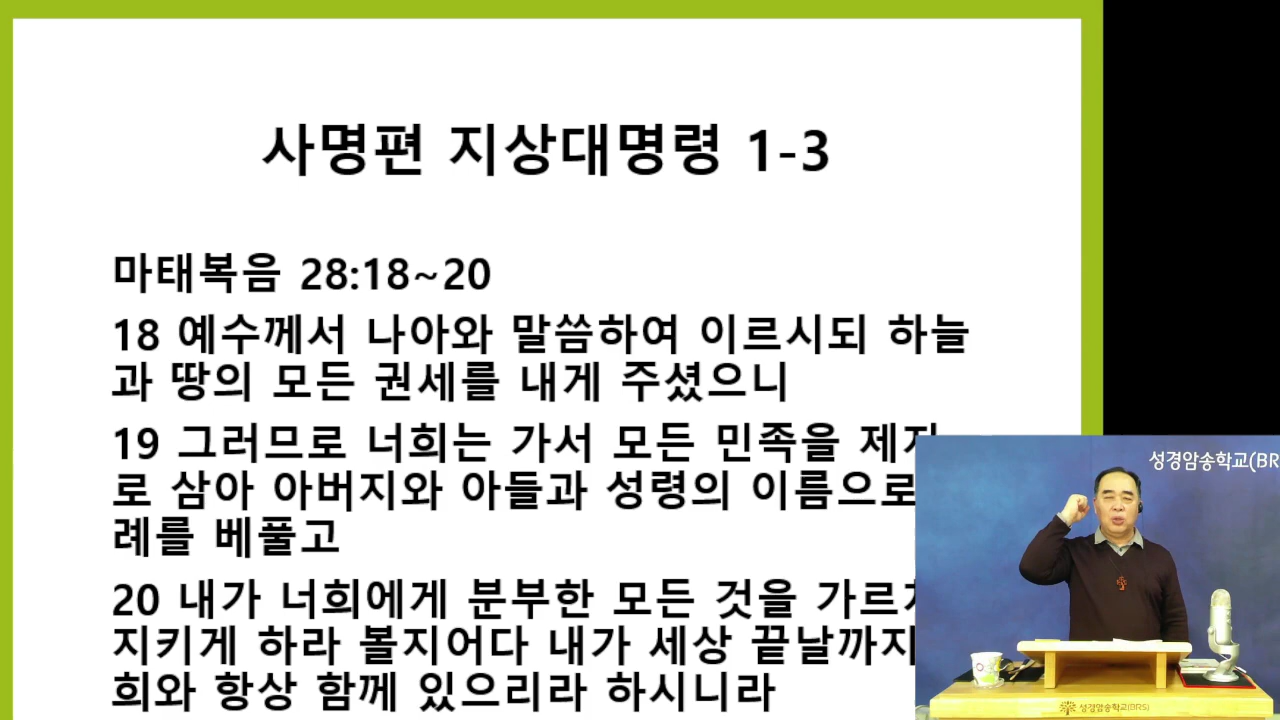 사명편 지상대명령 1-3
마태복음 28:18~20
18 예수께서 나아와 말씀하여 이르시되 하늘
과 땅의 모든 권세를 내게 주셨으니
19 그러므로 너희는 가서 모든 민족을
로 삼아 아버지와 아들과 성령의 이름으로
례를 베풀고
20 내가 너희에게 분부한 모든 것을
지키게 하라 볼지어다 내가 세상 끝날까지
희와 항상 함께 있으리라 하시니라
성경암송학교(BR
성경암송학교(BRS)